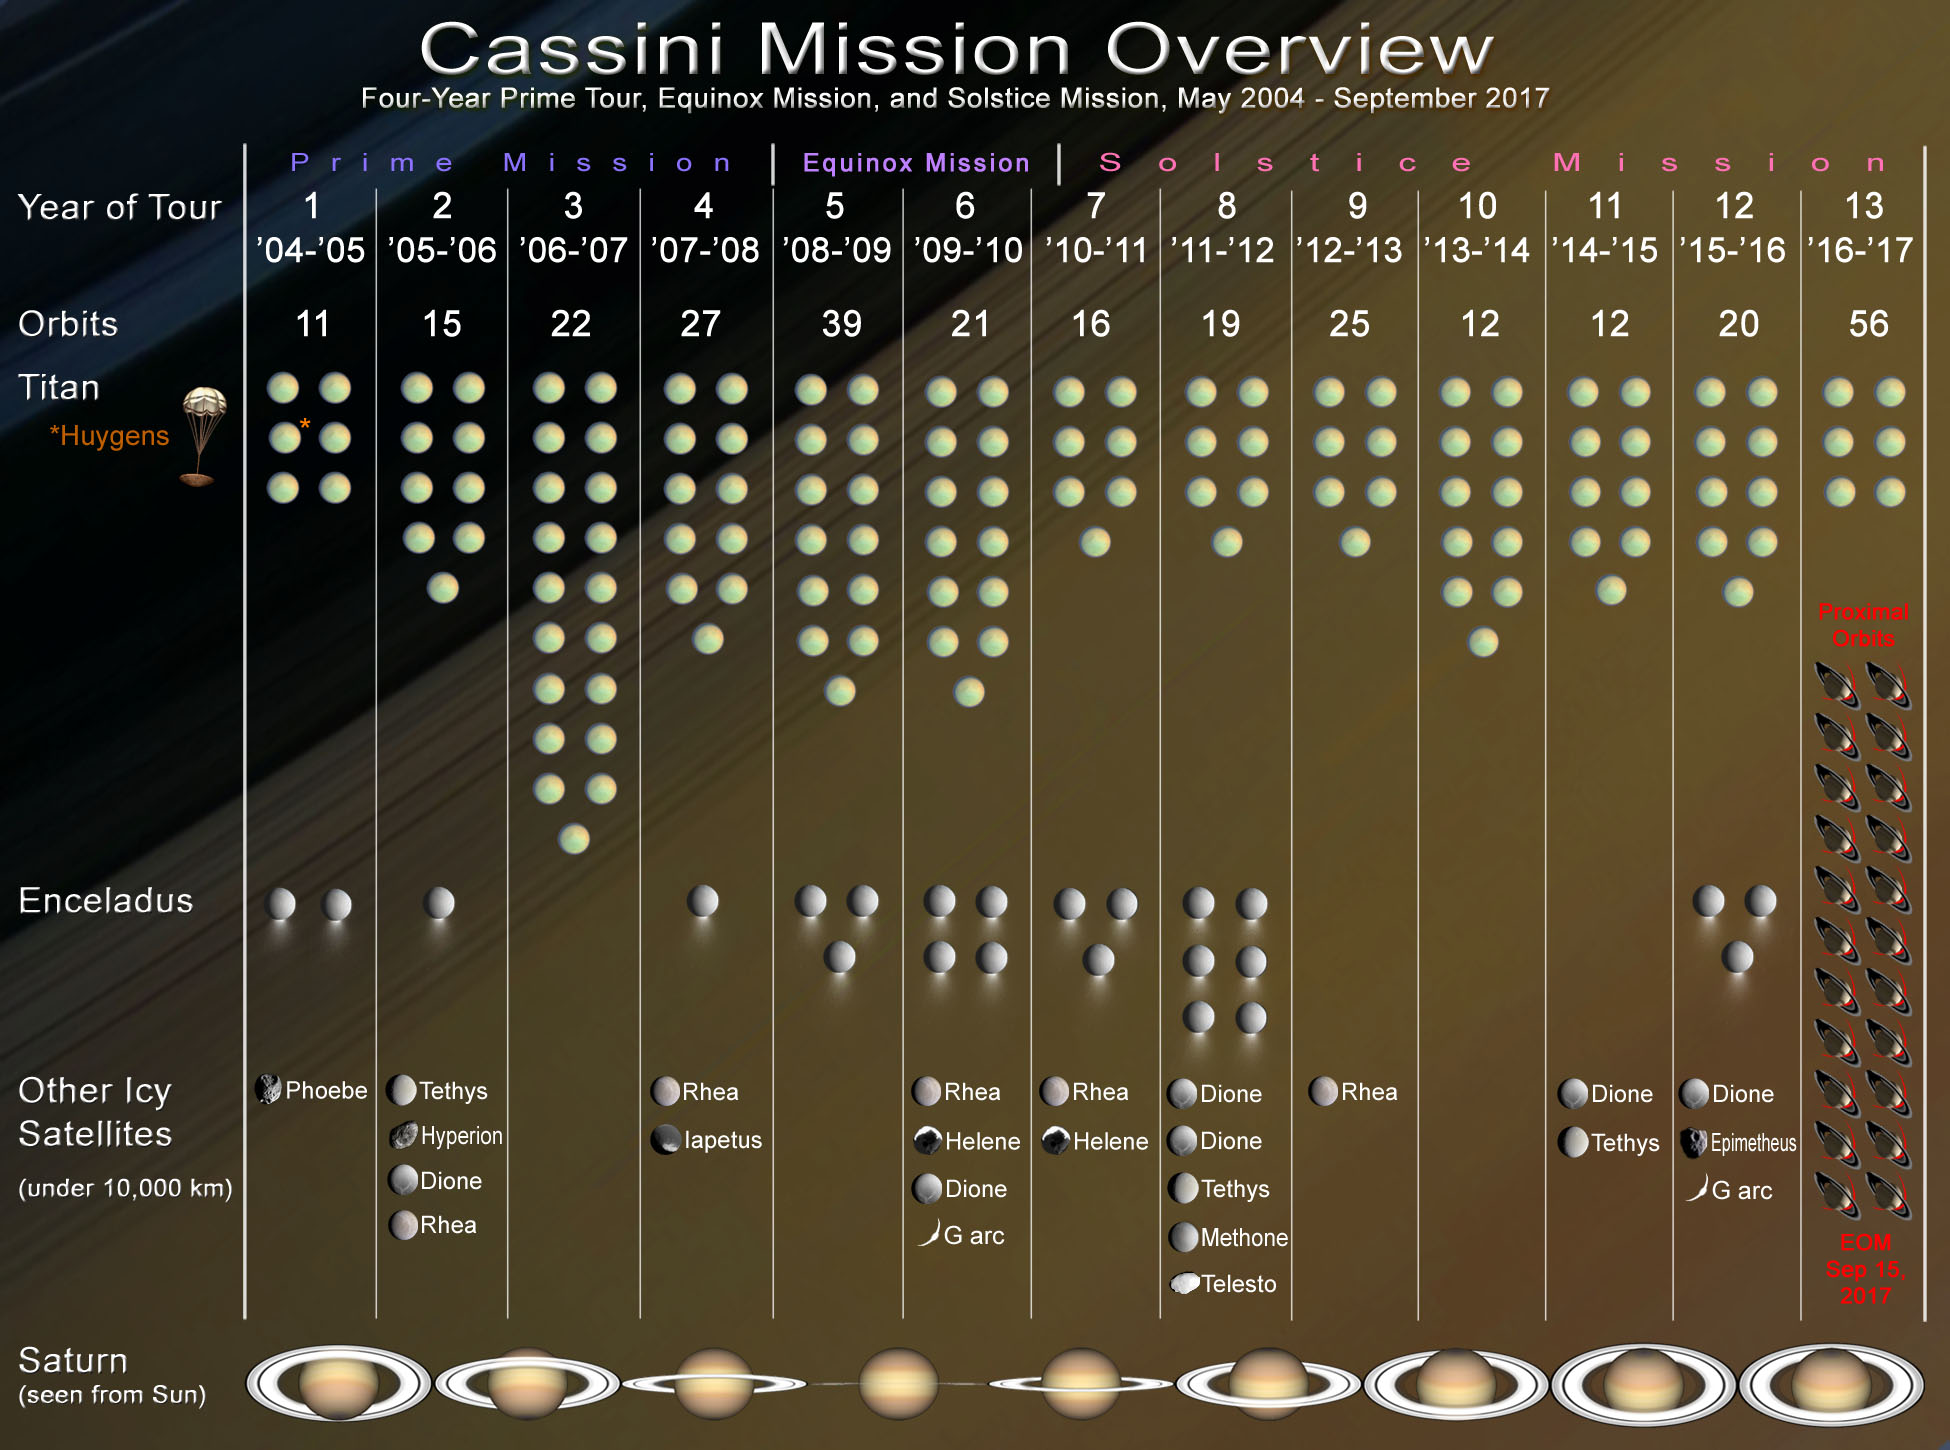 Cassini Mission Overview
Four-Year Prime Tour, Equinox Mission, and Solstice Mission, May 2004 - September 2017
Prime Mission Equinox Mission Solstice Mission
Year of Tour 1 2 3 4 5 6 7 8 9 10 11 12 13
’04-’05 ’05-’06 ’06-’07 ’07-’08 ’08-’09 ’09-’10 ’10-’11 ’11-’12 ’12-’13 ’13-’14 ’14-’15 ’15-’16 ’16-’17
Orbits 11 15 22 27 39 21 16 19 25 12 12 20 56
Titan
*Huygens *
Proximal
Orbits
Enceladus
Other Icy Phoebe Tethys Rhea Rhea Rhea Dione Rhea Dione Dione
Satellites Hyperion Iapetus Helene Helene Dione Tethys Epimetheus
(under 10,000 km) Dione Dione Tethys G arc
Rhea G arc Methone
EOM
Sep 15,
Telesto
2017
Saturn
(seen from Sun)